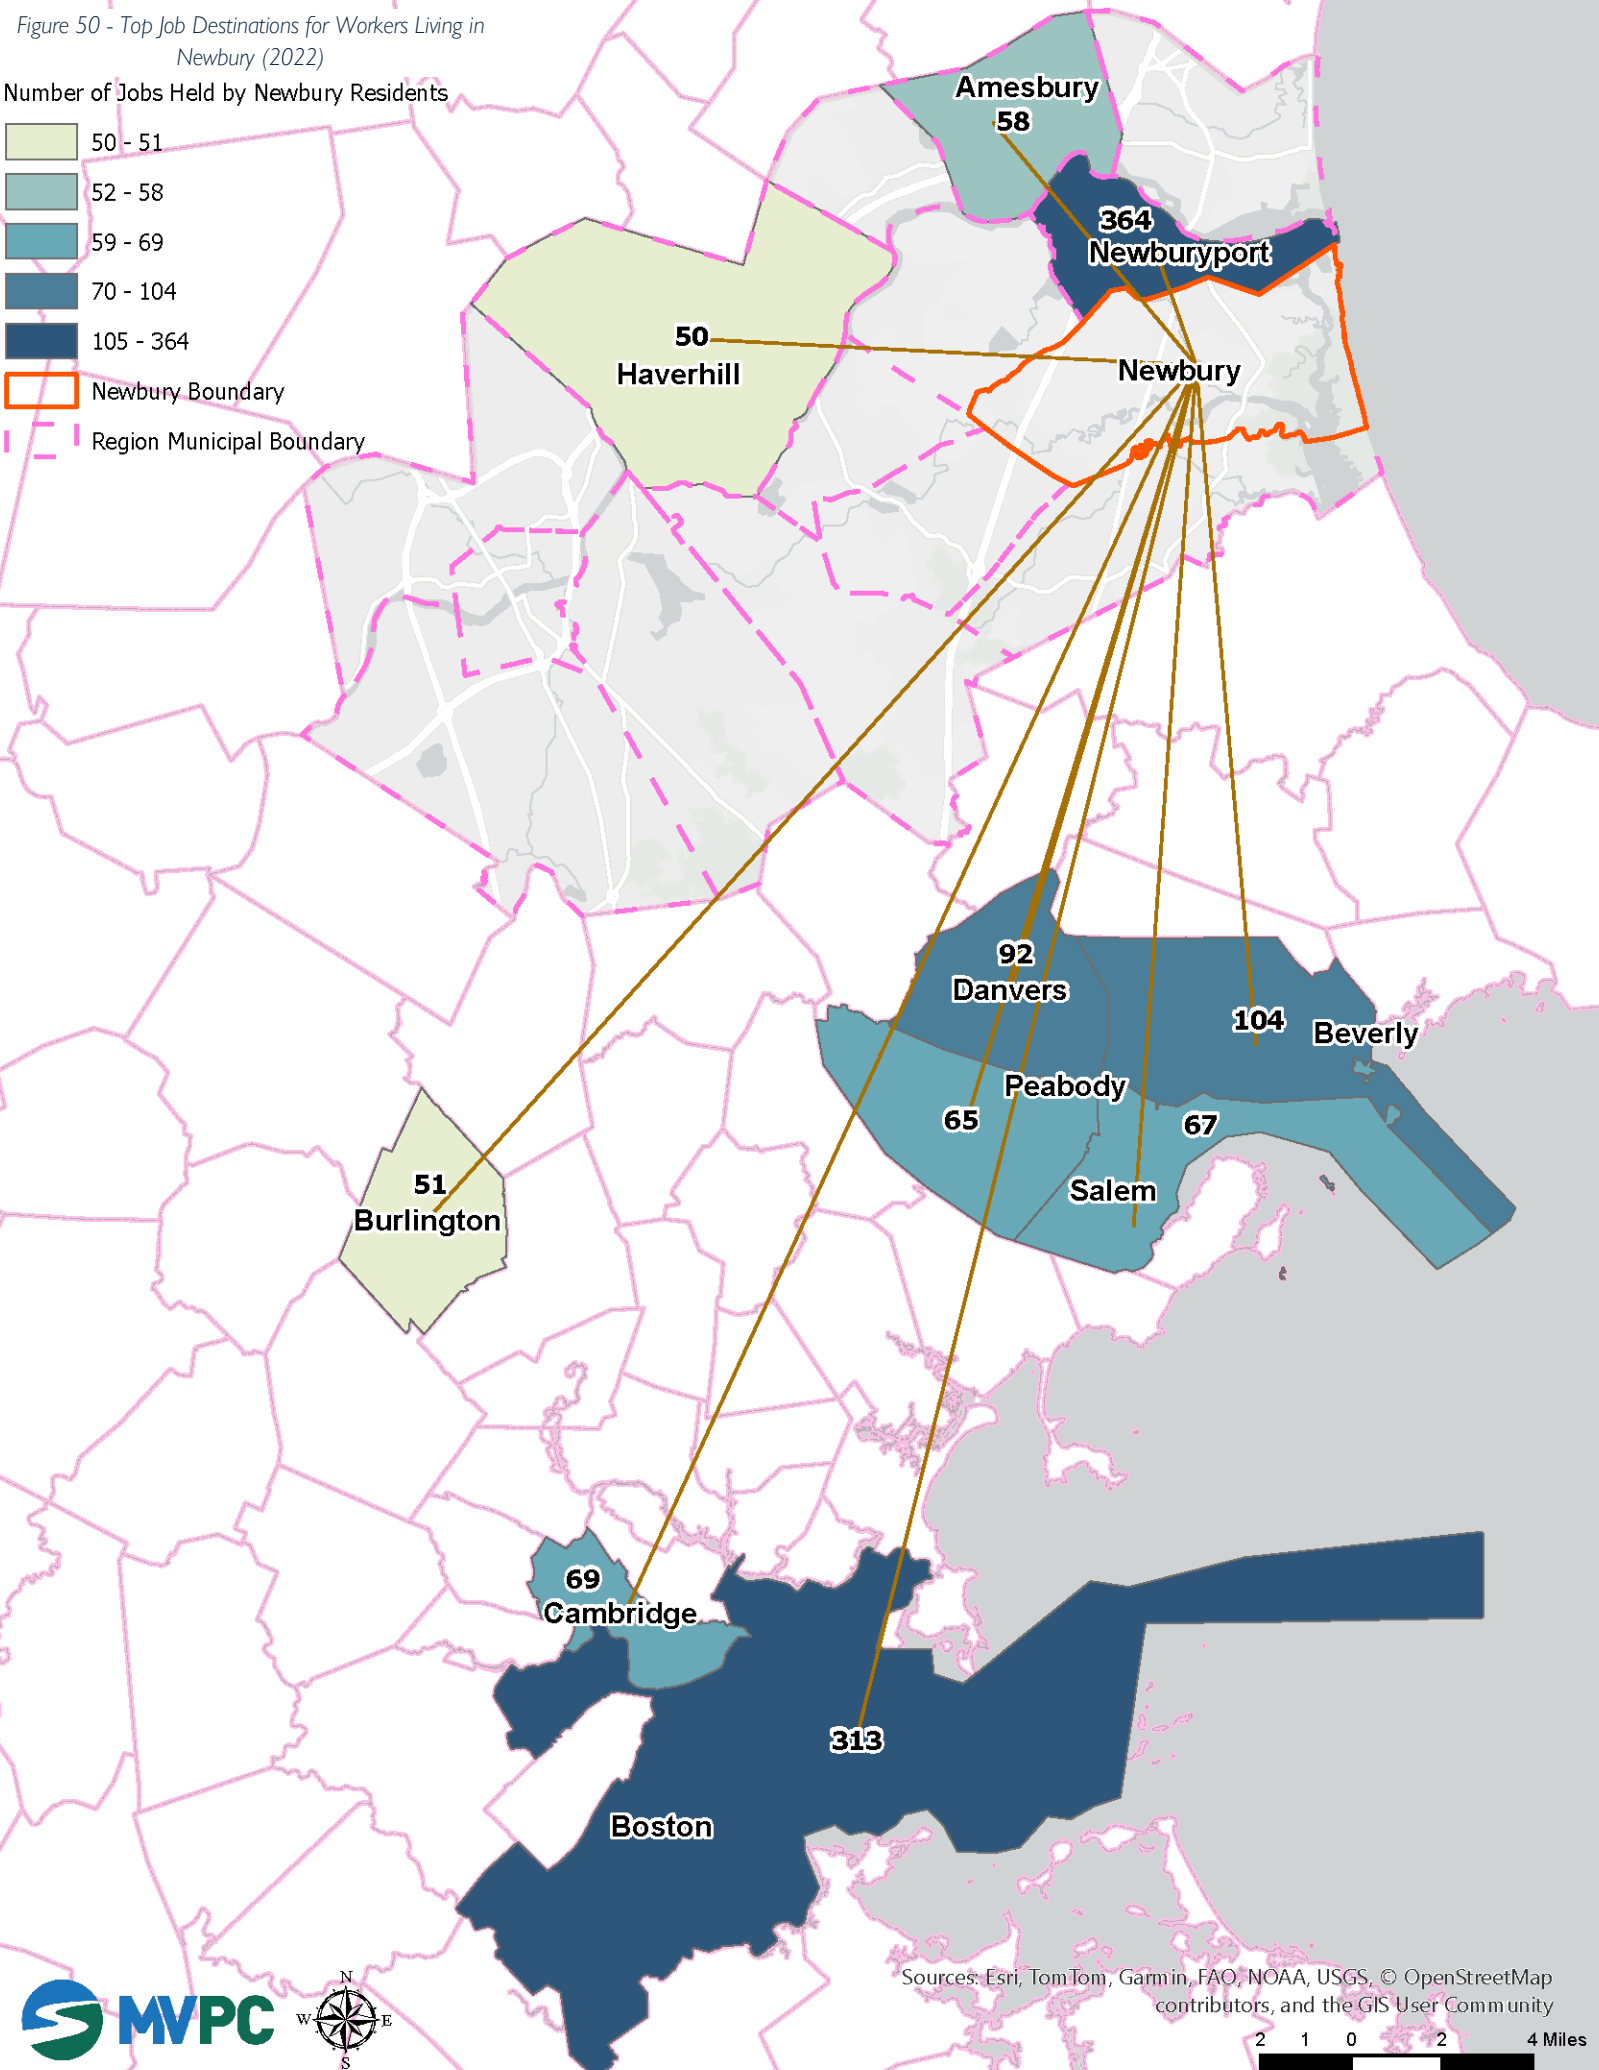 Figure 50 - Top Job Destinations for Workers Living in
Newbury (2022)
Number of Jobs Held by Newbury Residents
50 - 51
52 - 58
59 - 69
70 - 104
105 - 364
Newbury Boundary
Region Municipal Boundary
Amesbury
58
364
Newburyport
50
Haverhill
Newbury
92
Danvers
104
Beverly
Peabody
65
67
Salem
51
Burlington
69
Cambridge
313
Boston
MVPC
N
W
E
S
Sources: Esri, TomTom, Garmin, FAO, NOAA, USGS, © OpenStreetMap
contributors, and the GIS User Community
2 1 0 2 4 Miles